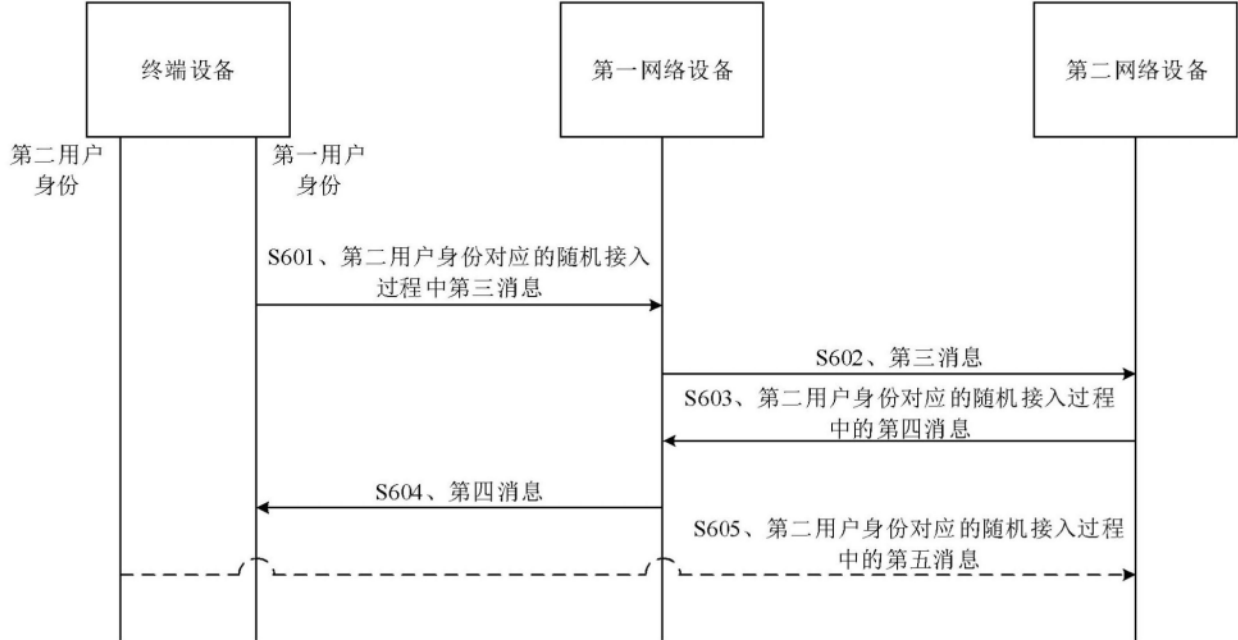 终端设备
第一网络设备
第二网络设备
第二用户
身份
第一用户
身份
S601、第二用户身份对应的随机接入
过程中第三消息
S602、第三消息
S603、第二用户身份对应的随机接入过程
中的第四消息
S604、第四消息
S605、第二用户身份对应的随机接入过程
中的第五消息